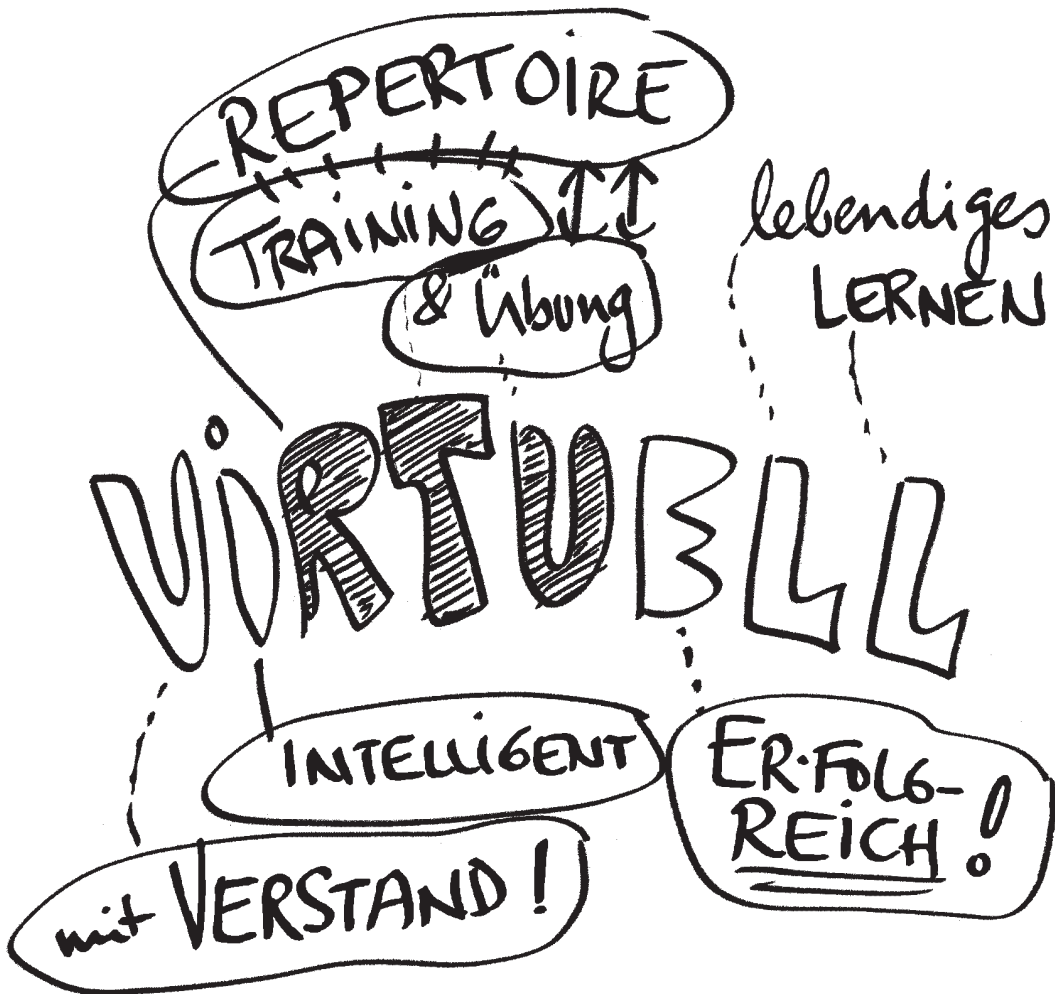 REPERTOIRE
TRAINING
& Übung
lebendiges
LERNEN
VIRTUELL
INTELLIGENT
ER·FOLG-
REICH!
mit VERSTAND!